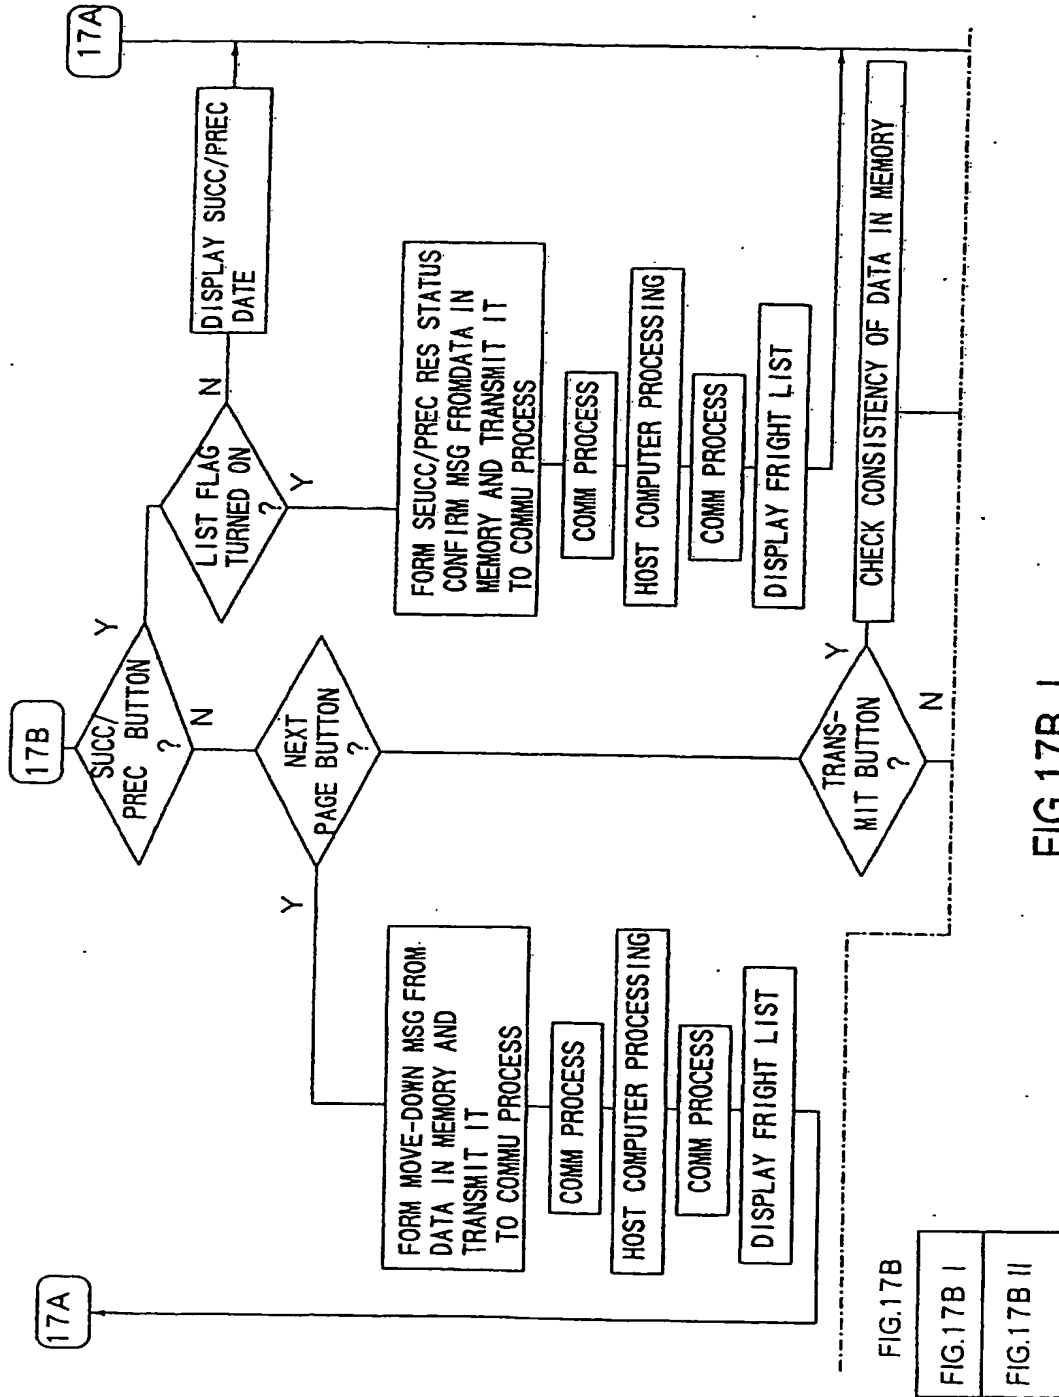 17B
17A
SUCC/
PREC BUTTON
?
Y
N
LIST FLAG
TURNED ON
?
N
Y
DISPLAY SUCC/PREC
DATE
FORM SEUCC/PREC RES STATUS
CONFIRM MSG FROMDATA IN
MEMORY AND TRANSMIT IT
TO COMMU PROCESS
COMM PROCESS
HOST COMPUTER PROCESSING
COMM PROCESS
DISPLAY FRIGHT LIST
17A
NEXT
PAGE BUTTON
?
Y
FORM MOVE-DOWN MSG FROM
DATA IN MEMORY AND
TRANSMIT IT
TO COMMU PROCESS
COMM PROCESS
HOST COMPUTER PROCESSING
COMM PROCESS
DISPLAY FRIGHT LIST
TRANS-
MIT BUTTON
?
Y
N
CHECK CONSISTENCY OF DATA IN MEMORY
FIG.17B
FIG.17B I
FIG.17B II
FIG.17B I